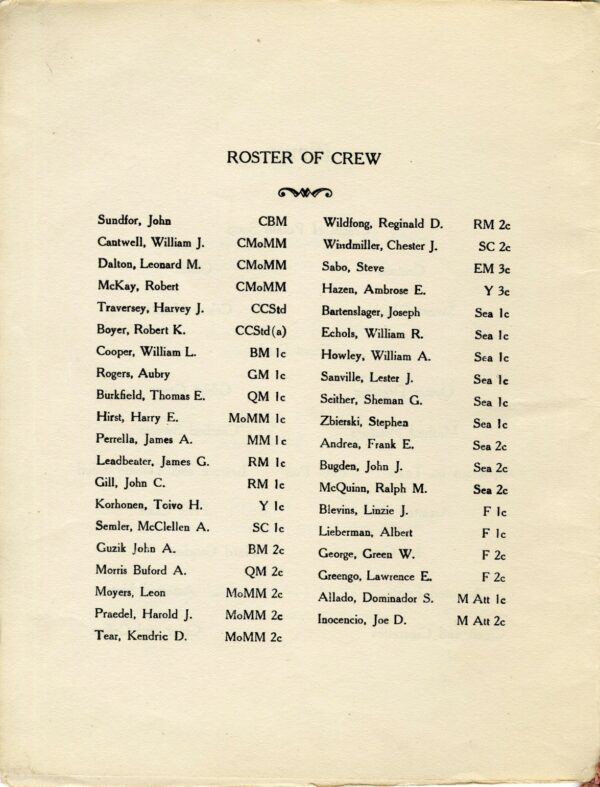 ROSTER OF CREW
Sundfor, John CBM
Cantwell, William J. CMoMM
Dalton, Leonard M. CMoMM
McKay, Robert CMoMM
Traversey, Harvey J. CCStd
Boyer, Robert K. CCStd(a)
Cooper, William L. BM 1c
Rogers, Aubry GM 1c
Burkfield, Thomas E. QM 1c
Hirst, Harry E. MoMM 1c
Perrella, James A. MM 1c
Leadbeater, James G. RM 1c
Gill, John C. RM 1c
Korhonen, Toivo H. Y 1c
Semler, McClellen A. SC 1c
Guzik John A. BM 2c
Morris Buford A. QM 2c
Moyers, Leon MoMM 2c
Praedel, Harold J. MoMM 2c
Tear, Kendric D. MoMM 2c
Wildfong, Reginald D. RM 2c
Windmiller, Chester J. SC 2c
Sabo, Steve EM 3c
Hazen, Ambrose E. Y 3c
Bartenslager, Joseph Sea 1c
Echols, William R. Sea 1c
Howley, William A. Sea 1c
Sanville, Lester J. Sea 1c
Seither, Sheman G. Sea 1c
Zbierski, Stephen Sea 1c
Andrea, Frank E. Sea 2c
Bugden, John J. Sea 2c
McQuinn, Ralph M. Sea 2c
Blevins, Linzie J. F 1c
Lieberman, Albert F 1c
George, Green W. F 2c
Greengo, Lawrence E. F 2c
Allado, Dominador S. M Att 1c
Inocencio, Joe D. M Att 2c